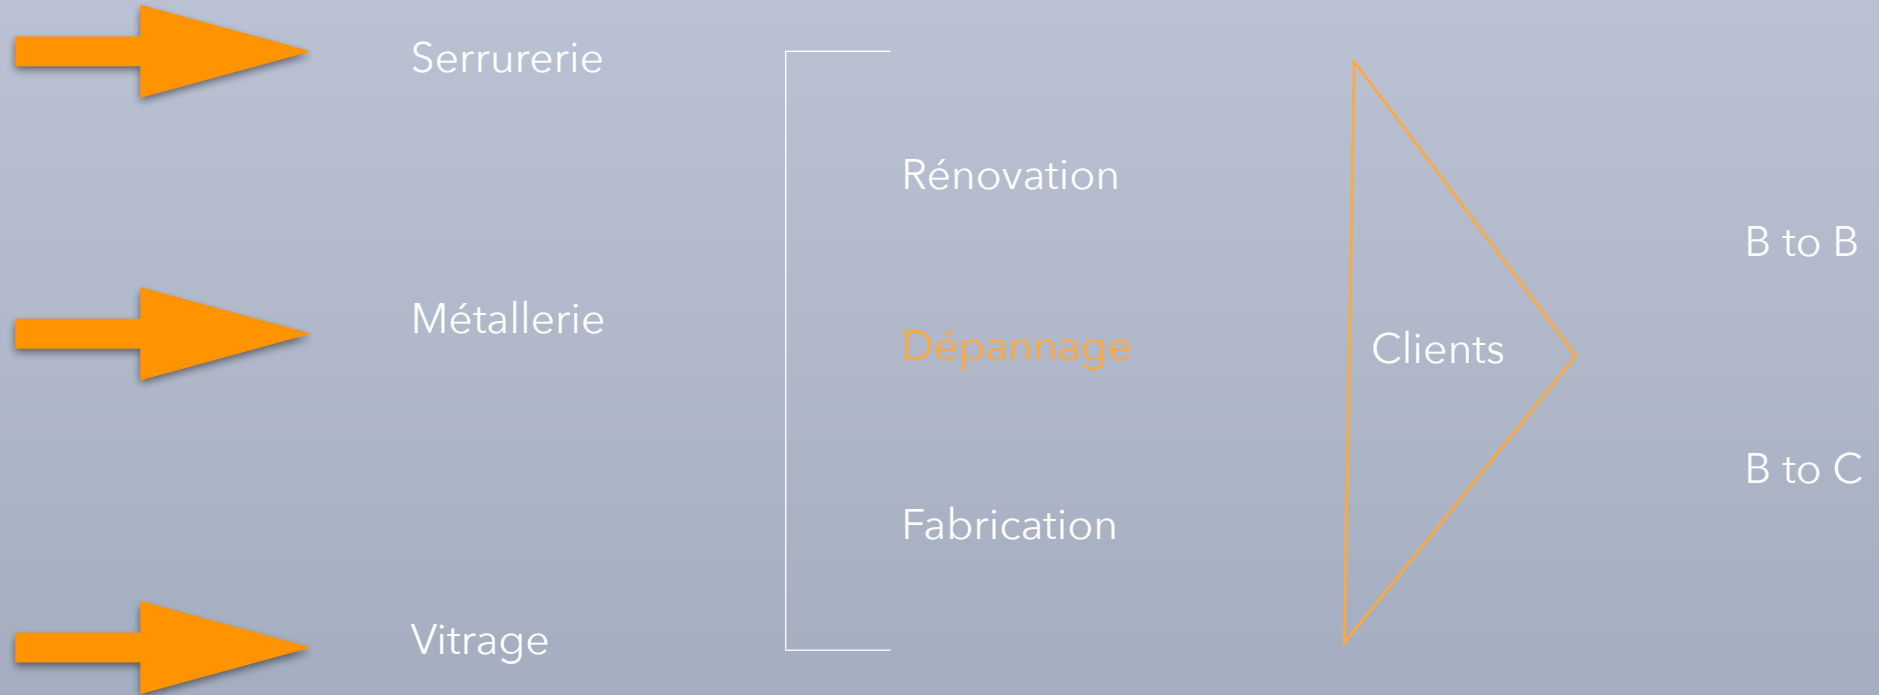 Serrurerie
Métallerie
Vitrage
Rénovation
Dépannage
Fabrication
Clients
B to B
B to C